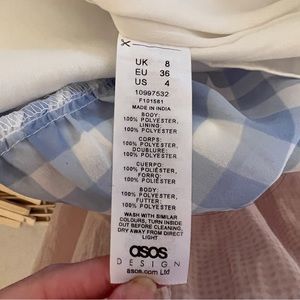 UK 8
EU 36
US 4
10997532
F101561
MADE IN INDIA
BODY:
100% POLYESTER,
LINING:
100% POLYESTER
CORPS:
100% POLYESTER,
DOUBLURE:
100% POLYESTER
CUERPO:
100% POLIÉSTER,
FORRO:
100% POLIÉSTER
BODY:
100% POLYESTER,
FUTTER:
100% POLYESTER
WASH WITH SIMILAR
COLOURS, TURN INSIDE
OUT BEFORE CLEANING,
DRY AWAY FROM DIRECT
LIGHT
asos
DESIGN
asos.com Ltd